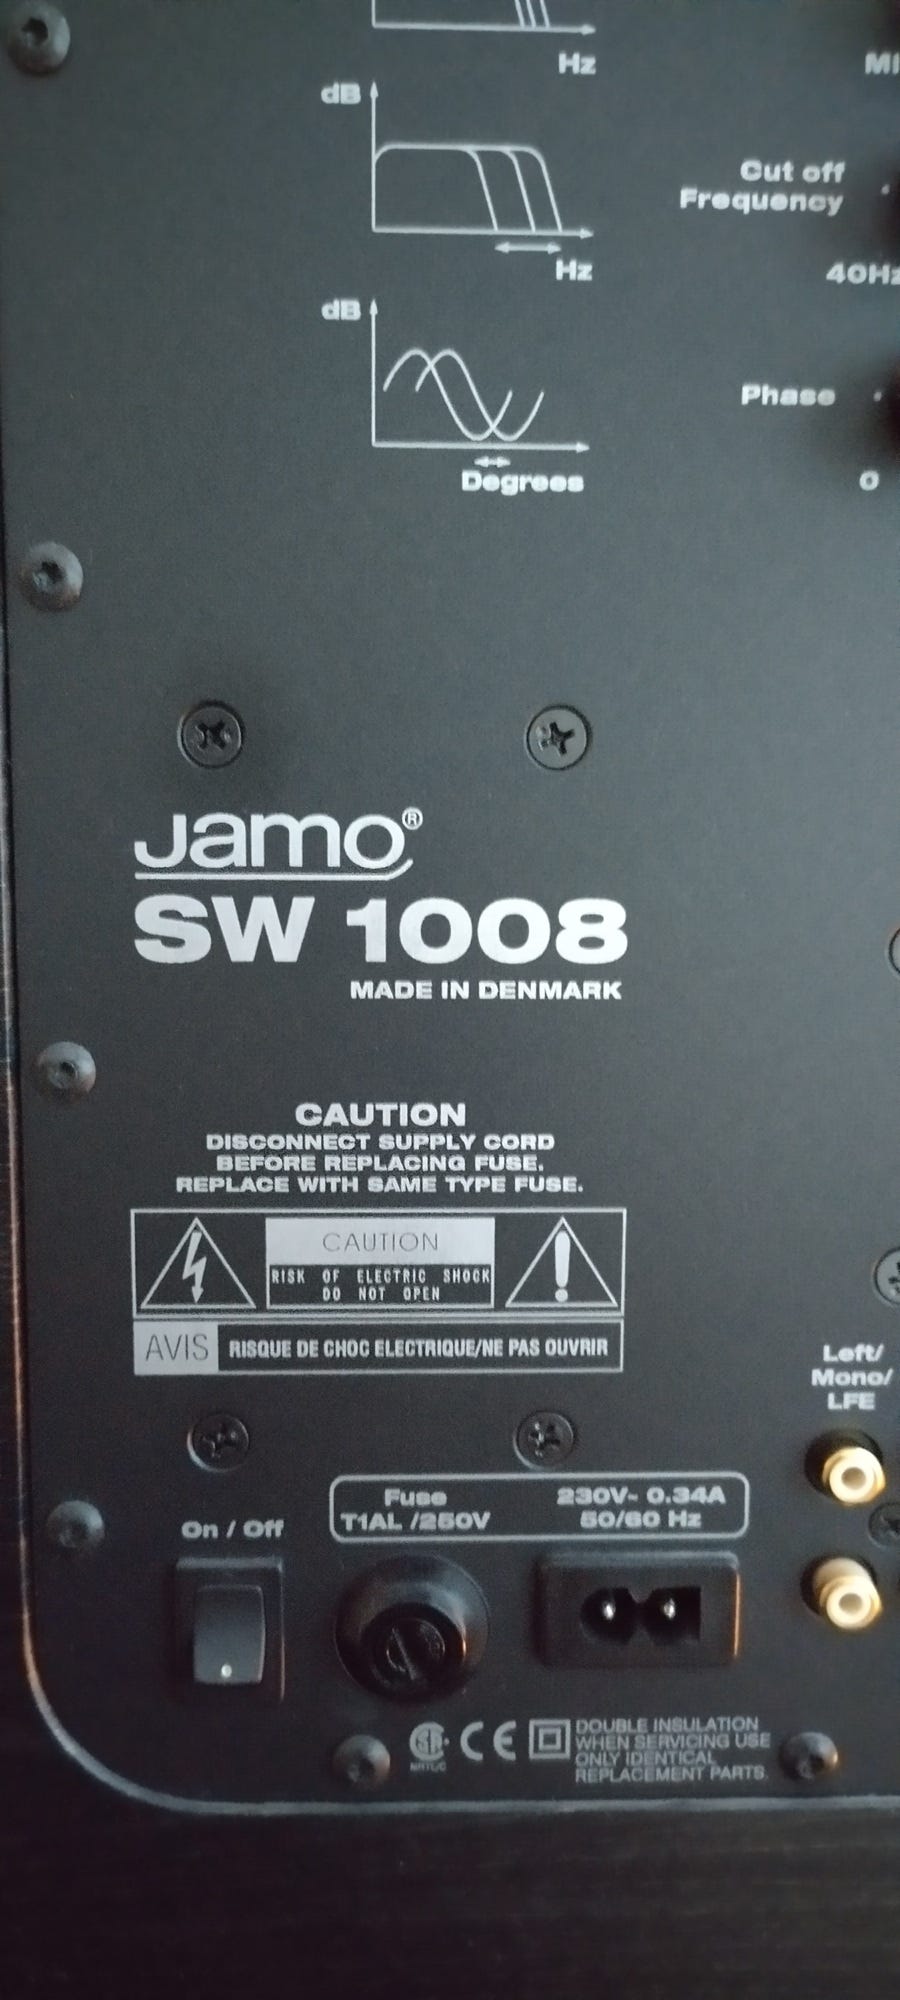 Hz
MI
dB
Cut off
Frequency
Hz
40Hz
dB
Phase
Degrees
0
Jamo®
SW 1008
MADE IN DENMARK
CAUTION
DISCONNECT SUPPLY CORD
BEFORE REPLACING FUSE.
REPLACE WITH SAME TYPE FUSE.
CAUTION
RISK OF ELECTRIC SHOCK
DO NOT OPEN
AVIS RISQUE DE CHOC ELECTRIQUE/NE PAS OUVRIR
Left/
Mono/
LFE
Fuse
T1AL /250V
230V~ 0.34A
50/60 Hz
On / Off
CE
DOUBLE INSULATION
WHEN SERVICING USE
ONLY IDENTICAL
REPLACEMENT PARTS.